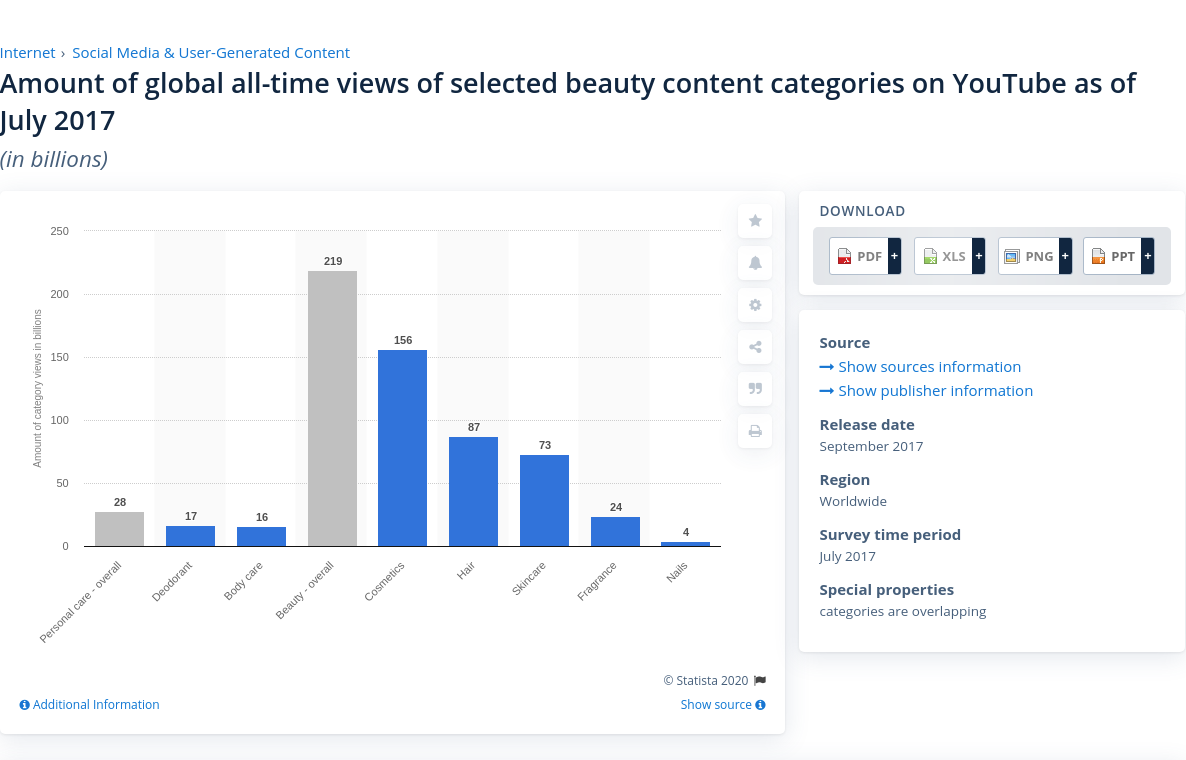 Internet › Social Media & User-Generated Content
Amount of global all-time views of selected beauty content categories on YouTube as of
July 2017
(in billions)
250
200
150
100
50
0
Amount of category views in billions
28
17
16
219
156
87
73
24
4
Personal care - overall
Deodorant
Body care
Beauty - overall
Cosmetics
Hair
Skincare
Fragrance
Nails
© Statista 2020
Additional Information
Show source
DOWNLOAD
PDF +
XLS +
PNG +
PPT +
Source
Show sources information
Show publisher information
Release date
September 2017
Region
Worldwide
Survey time period
July 2017
Special properties
categories are overlapping